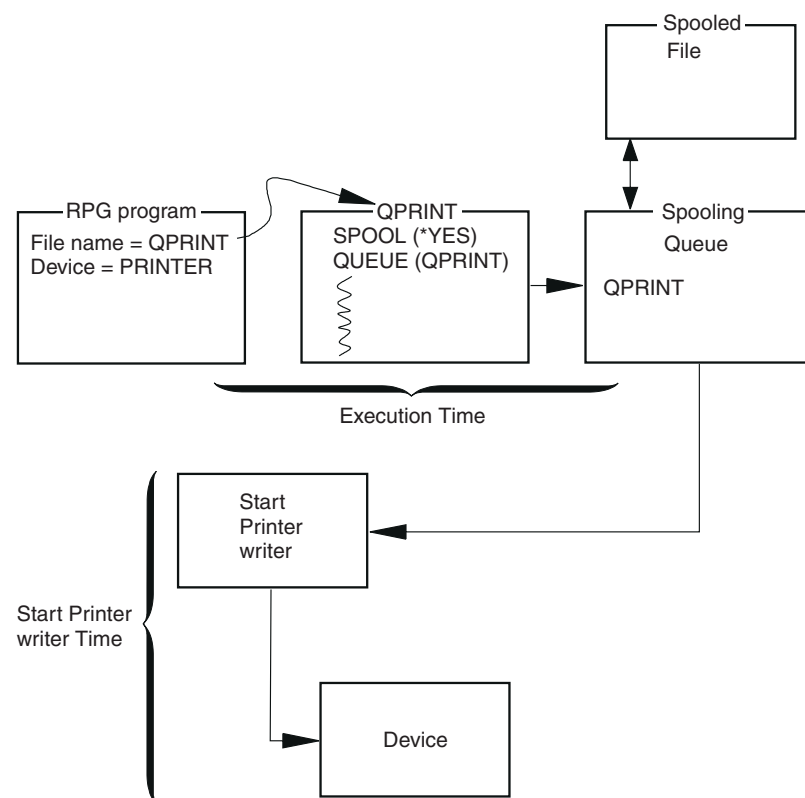 Spooled
File
RPG program
File name = QPRINT
Device = PRINTER
QPRINT
SPOOL (*YES)
QUEUE (QPRINT)
Spooling
Queue
QPRINT
Execution Time
Start
Printer
writer
Start Printer
writer Time
Device